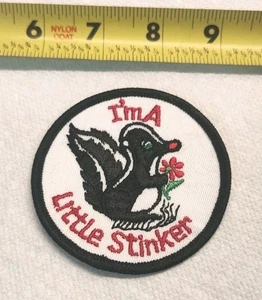 6 NYLON COAT 7 8 9
I'm A
Little Stinker